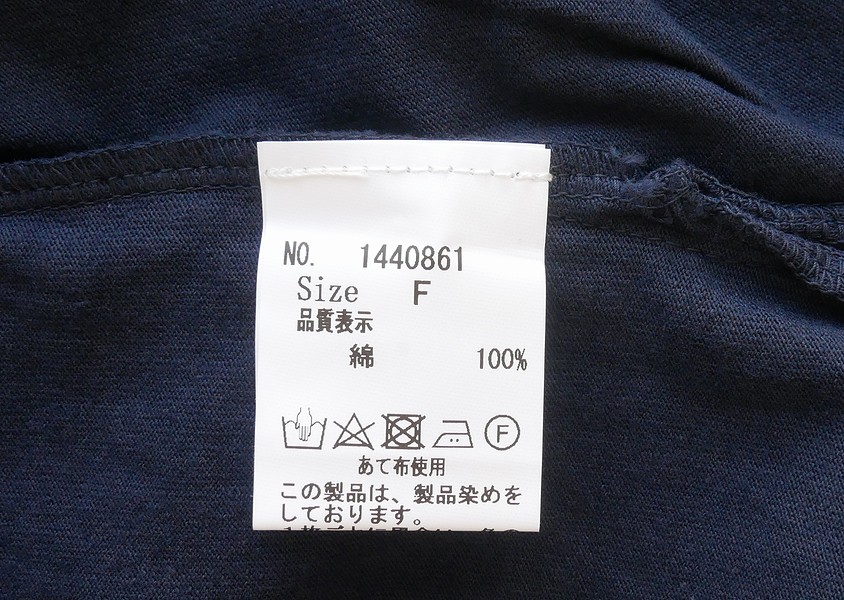 NO. 1440861
Size F
品質表示
綿 100%
F
あて布使用
この製品は、製品染めを
しております。